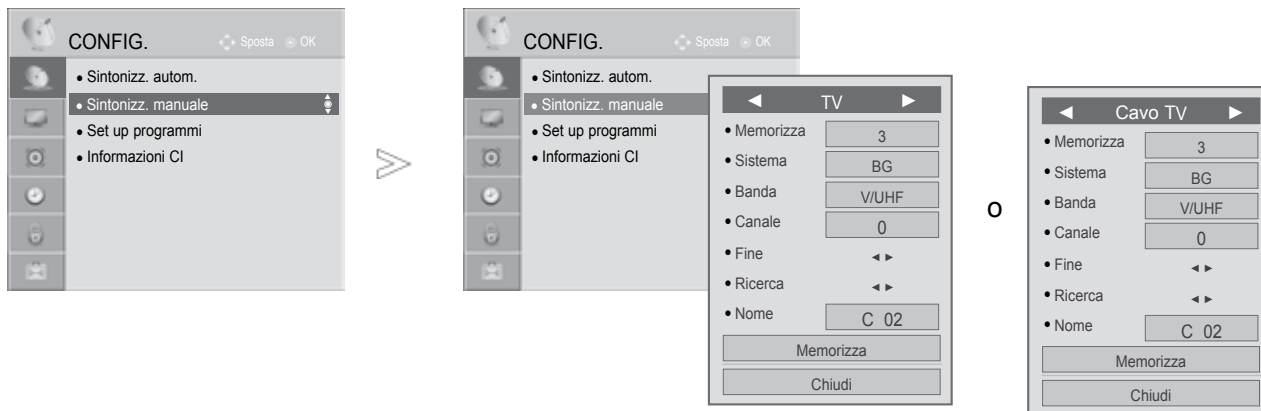 CONFIG.
Sposta OK
• Sintonizz. autom.
• Sintonizz. manuale
• Set up programmi
• Informazioni CI
CONFIG.
Sposta OK
• Sintonizz. autom.
• Sintonizz. manuale
• Set up programmi
• Informazioni CI
◄ TV ►
• Memorizza 3
• Sistema BG
• Banda V/UHF
• Canale 0
• Fine ◄ ►
• Ricerca ◄ ►
• Nome C 02
Memorizza
Chiudi
o
◄ Cavo TV ►
• Memorizza 3
• Sistema BG
• Banda V/UHF
• Canale 0
• Fine ◄ ►
• Ricerca ◄ ►
• Nome C 02
Memorizza
Chiudi